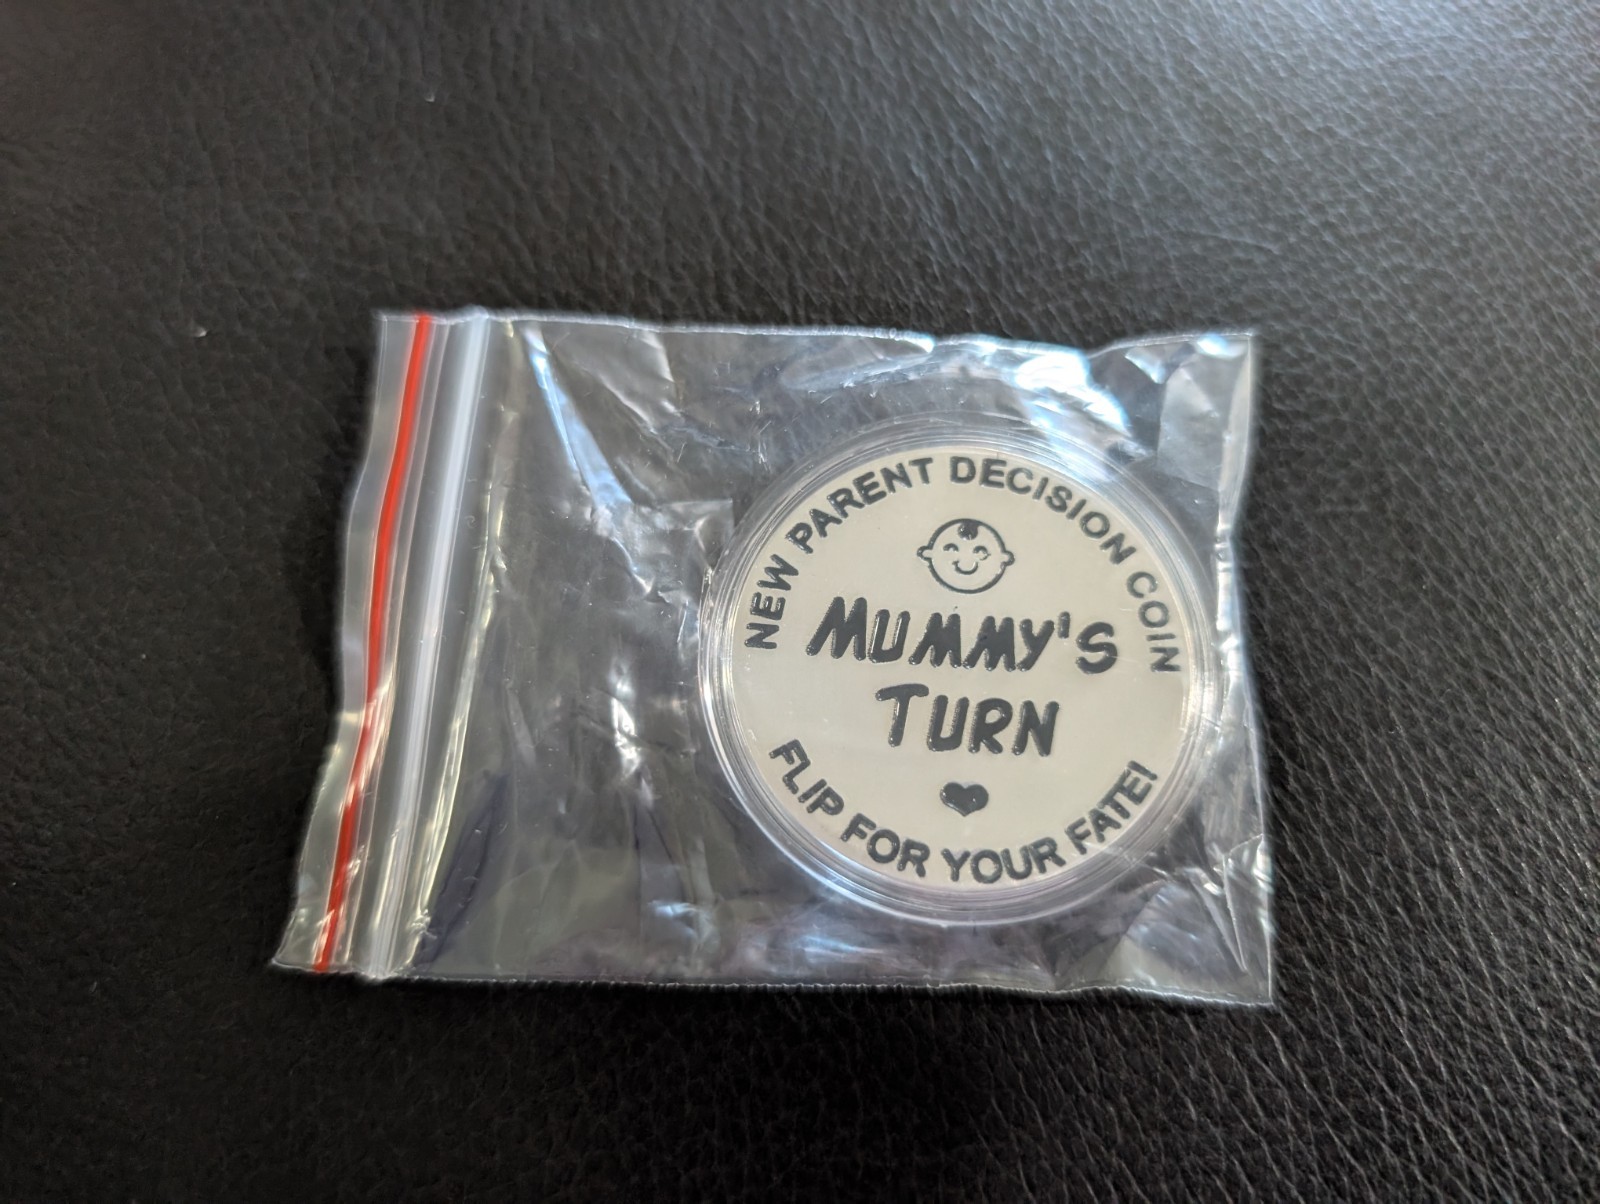 NEW PARENT DECISION COIN
MUMMY'S
TURN
FLIP FOR YOUR FATE!